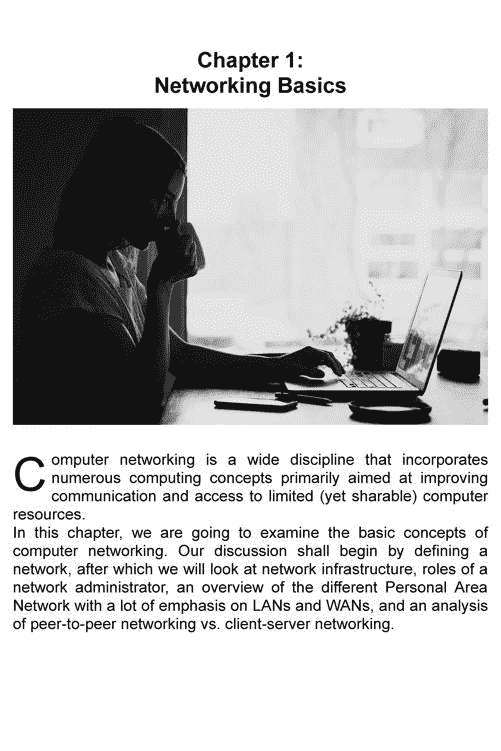 Chapter 1:
Networking Basics
Computer networking is a wide discipline that incorporates
numerous computing concepts primarily aimed at improving
communication and access to limited (yet sharable) computer
resources.
In this chapter, we are going to examine the basic concepts of
computer networking. Our discussion shall begin by defining a
network, after which we will look at network infrastructure, roles of a
network administrator, an overview of the different Personal Area
Network with a lot of emphasis on LANs and WANs, and an analysis
of peer-to-peer networking vs. client-server networking.